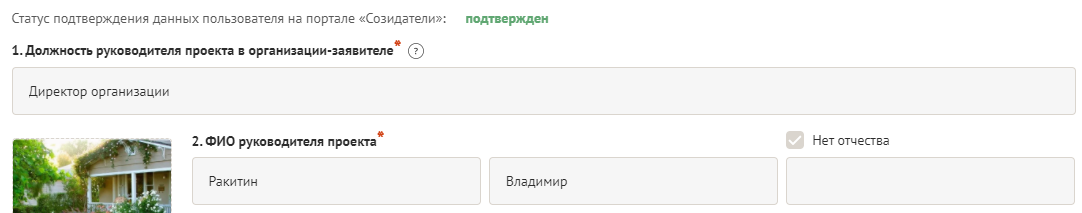 Статус подтверждения данных пользователя на портале «Созидатели»: подтвержден
1. Должность руководителя проекта в организации-заявителе* ?
Директор организации
2. ФИО руководителя проекта* Нет отчества
Ракитин Владимир